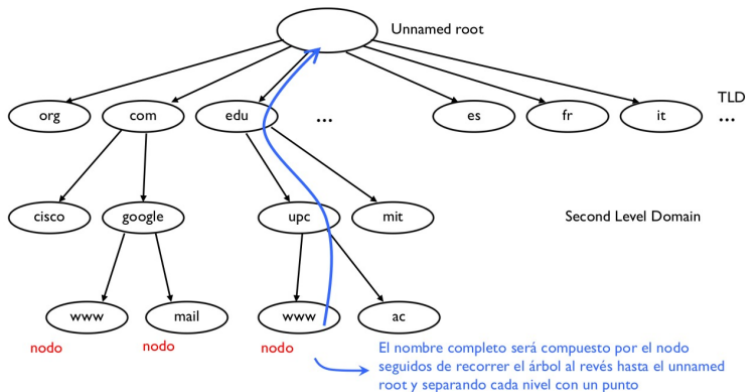 Unnamed root
TLD
org com edu ... es fr it ...
cisco google upc mit Second Level Domain
www mail www ac
nodo nodo nodo
El nombre completo será compuesto por el nodo
seguidos de recorrer el árbol al revés hasta el unnamed
root y separando cada nivel con un punto